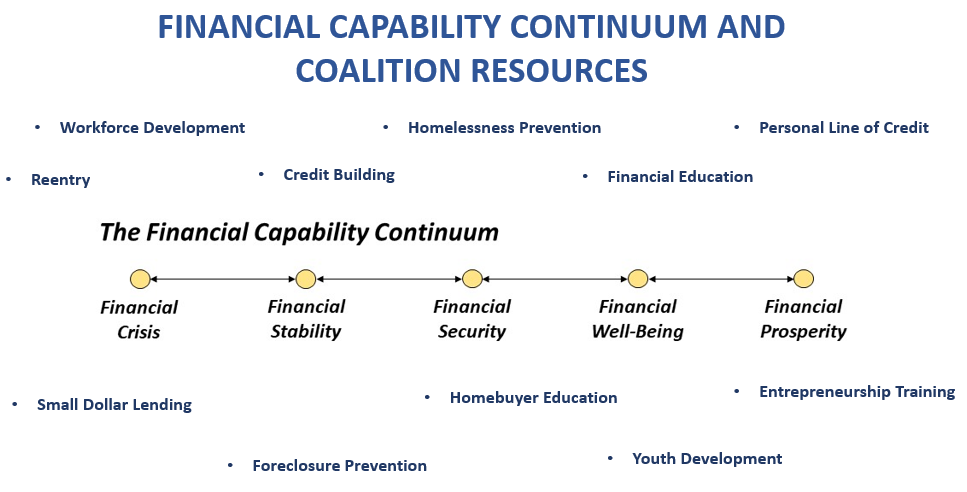 FINANCIAL CAPABILITY CONTINUUM AND
COALITION RESOURCES
• Workforce Development
• Homelessness Prevention
• Personal Line of Credit
• Reentry
• Credit Building
• Financial Education
The Financial Capability Continuum
Financial
Crisis
Financial
Stability
Financial
Security
Financial
Well-Being
Financial
Prosperity
• Small Dollar Lending
• Homebuyer Education
• Entrepreneurship Training
• Foreclosure Prevention
• Youth Development